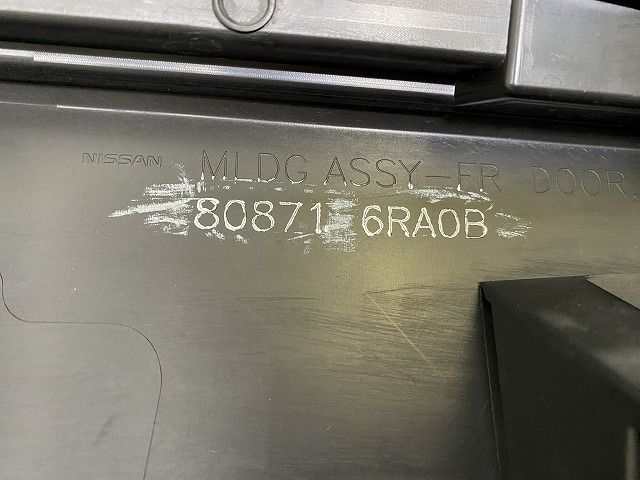 NISSAN MLDG ASSY-FR DOOR,
80871 6RA0B